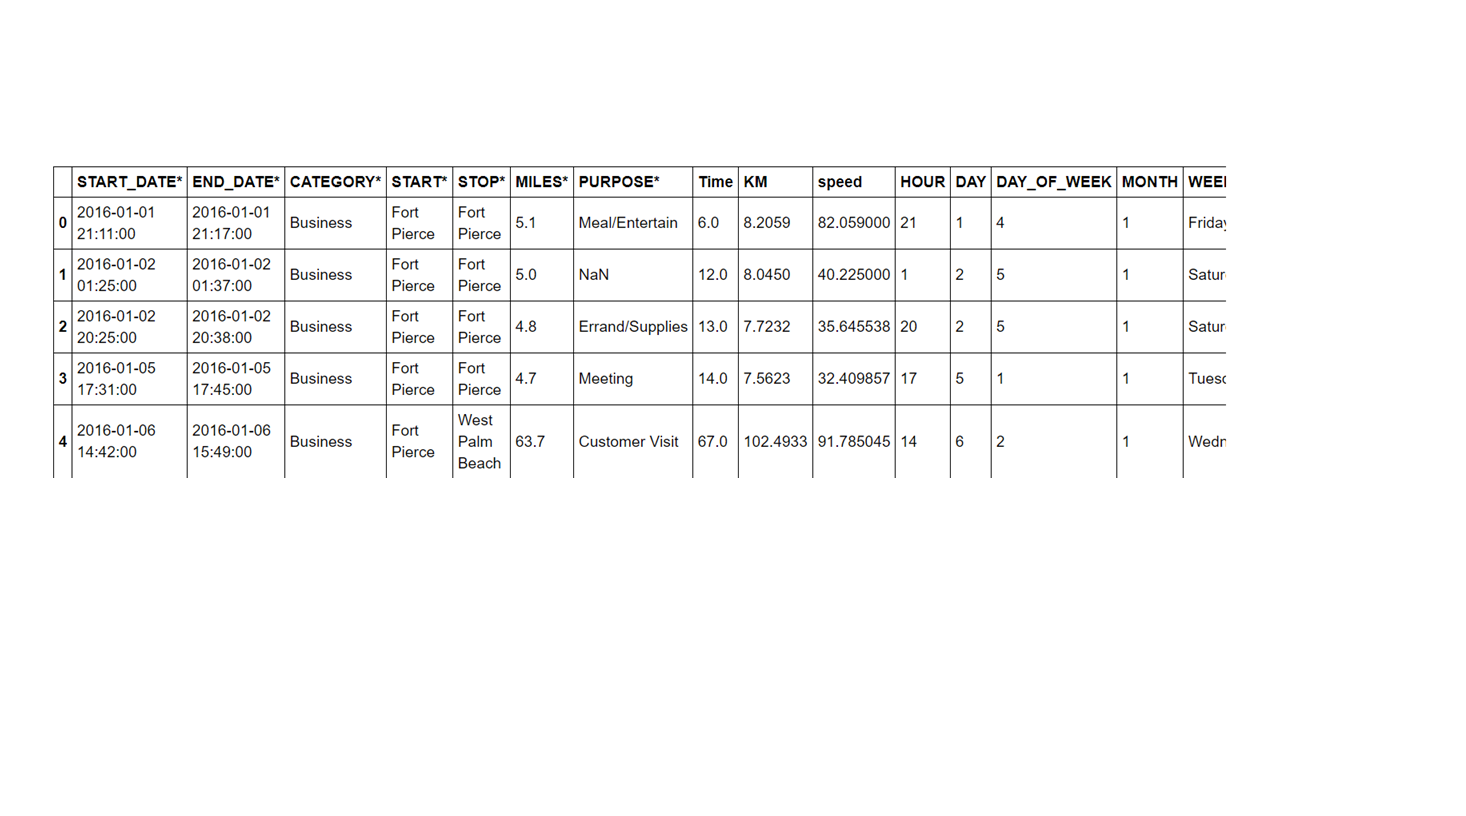 START_DATE* END_DATE* CATEGORY* START* STOP* MILES* PURPOSE* Time KM speed HOUR DAY DAY_OF_WEEK MONTH WEE
0 2016-01-01 21:11:00 2016-01-01 21:17:00 Business Fort Pierce Fort Pierce 5.1 Meal/Entertain 6.0 8.2059 82.059000 21 1 4 1 Friday
1 2016-01-02 01:25:00 2016-01-02 01:37:00 Business Fort Pierce Fort Pierce 5.0 NaN 12.0 8.0450 40.225000 1 2 5 1 Satur
2 2016-01-02 20:25:00 2016-01-02 20:38:00 Business Fort Pierce Fort Pierce 4.8 Errand/Supplies 13.0 7.7232 35.645538 20 2 5 1 Satur
3 2016-01-05 17:31:00 2016-01-05 17:45:00 Business Fort Pierce Fort Pierce 4.7 Meeting 14.0 7.5623 32.409857 17 5 1 1 Tues
4 2016-01-06 14:42:00 2016-01-06 15:49:00 Business Fort Pierce West Palm Beach 63.7 Customer Visit 67.0 102.4933 91.785045 14 6 2 1 Wedn